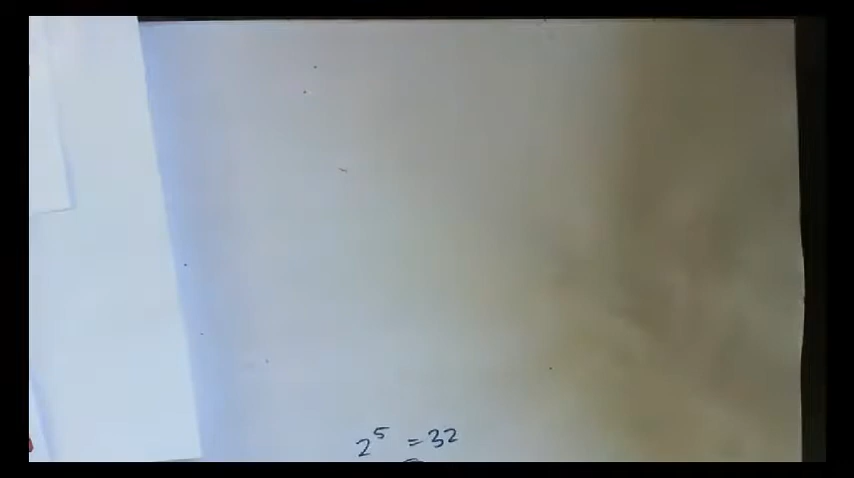 2⁵ = 32